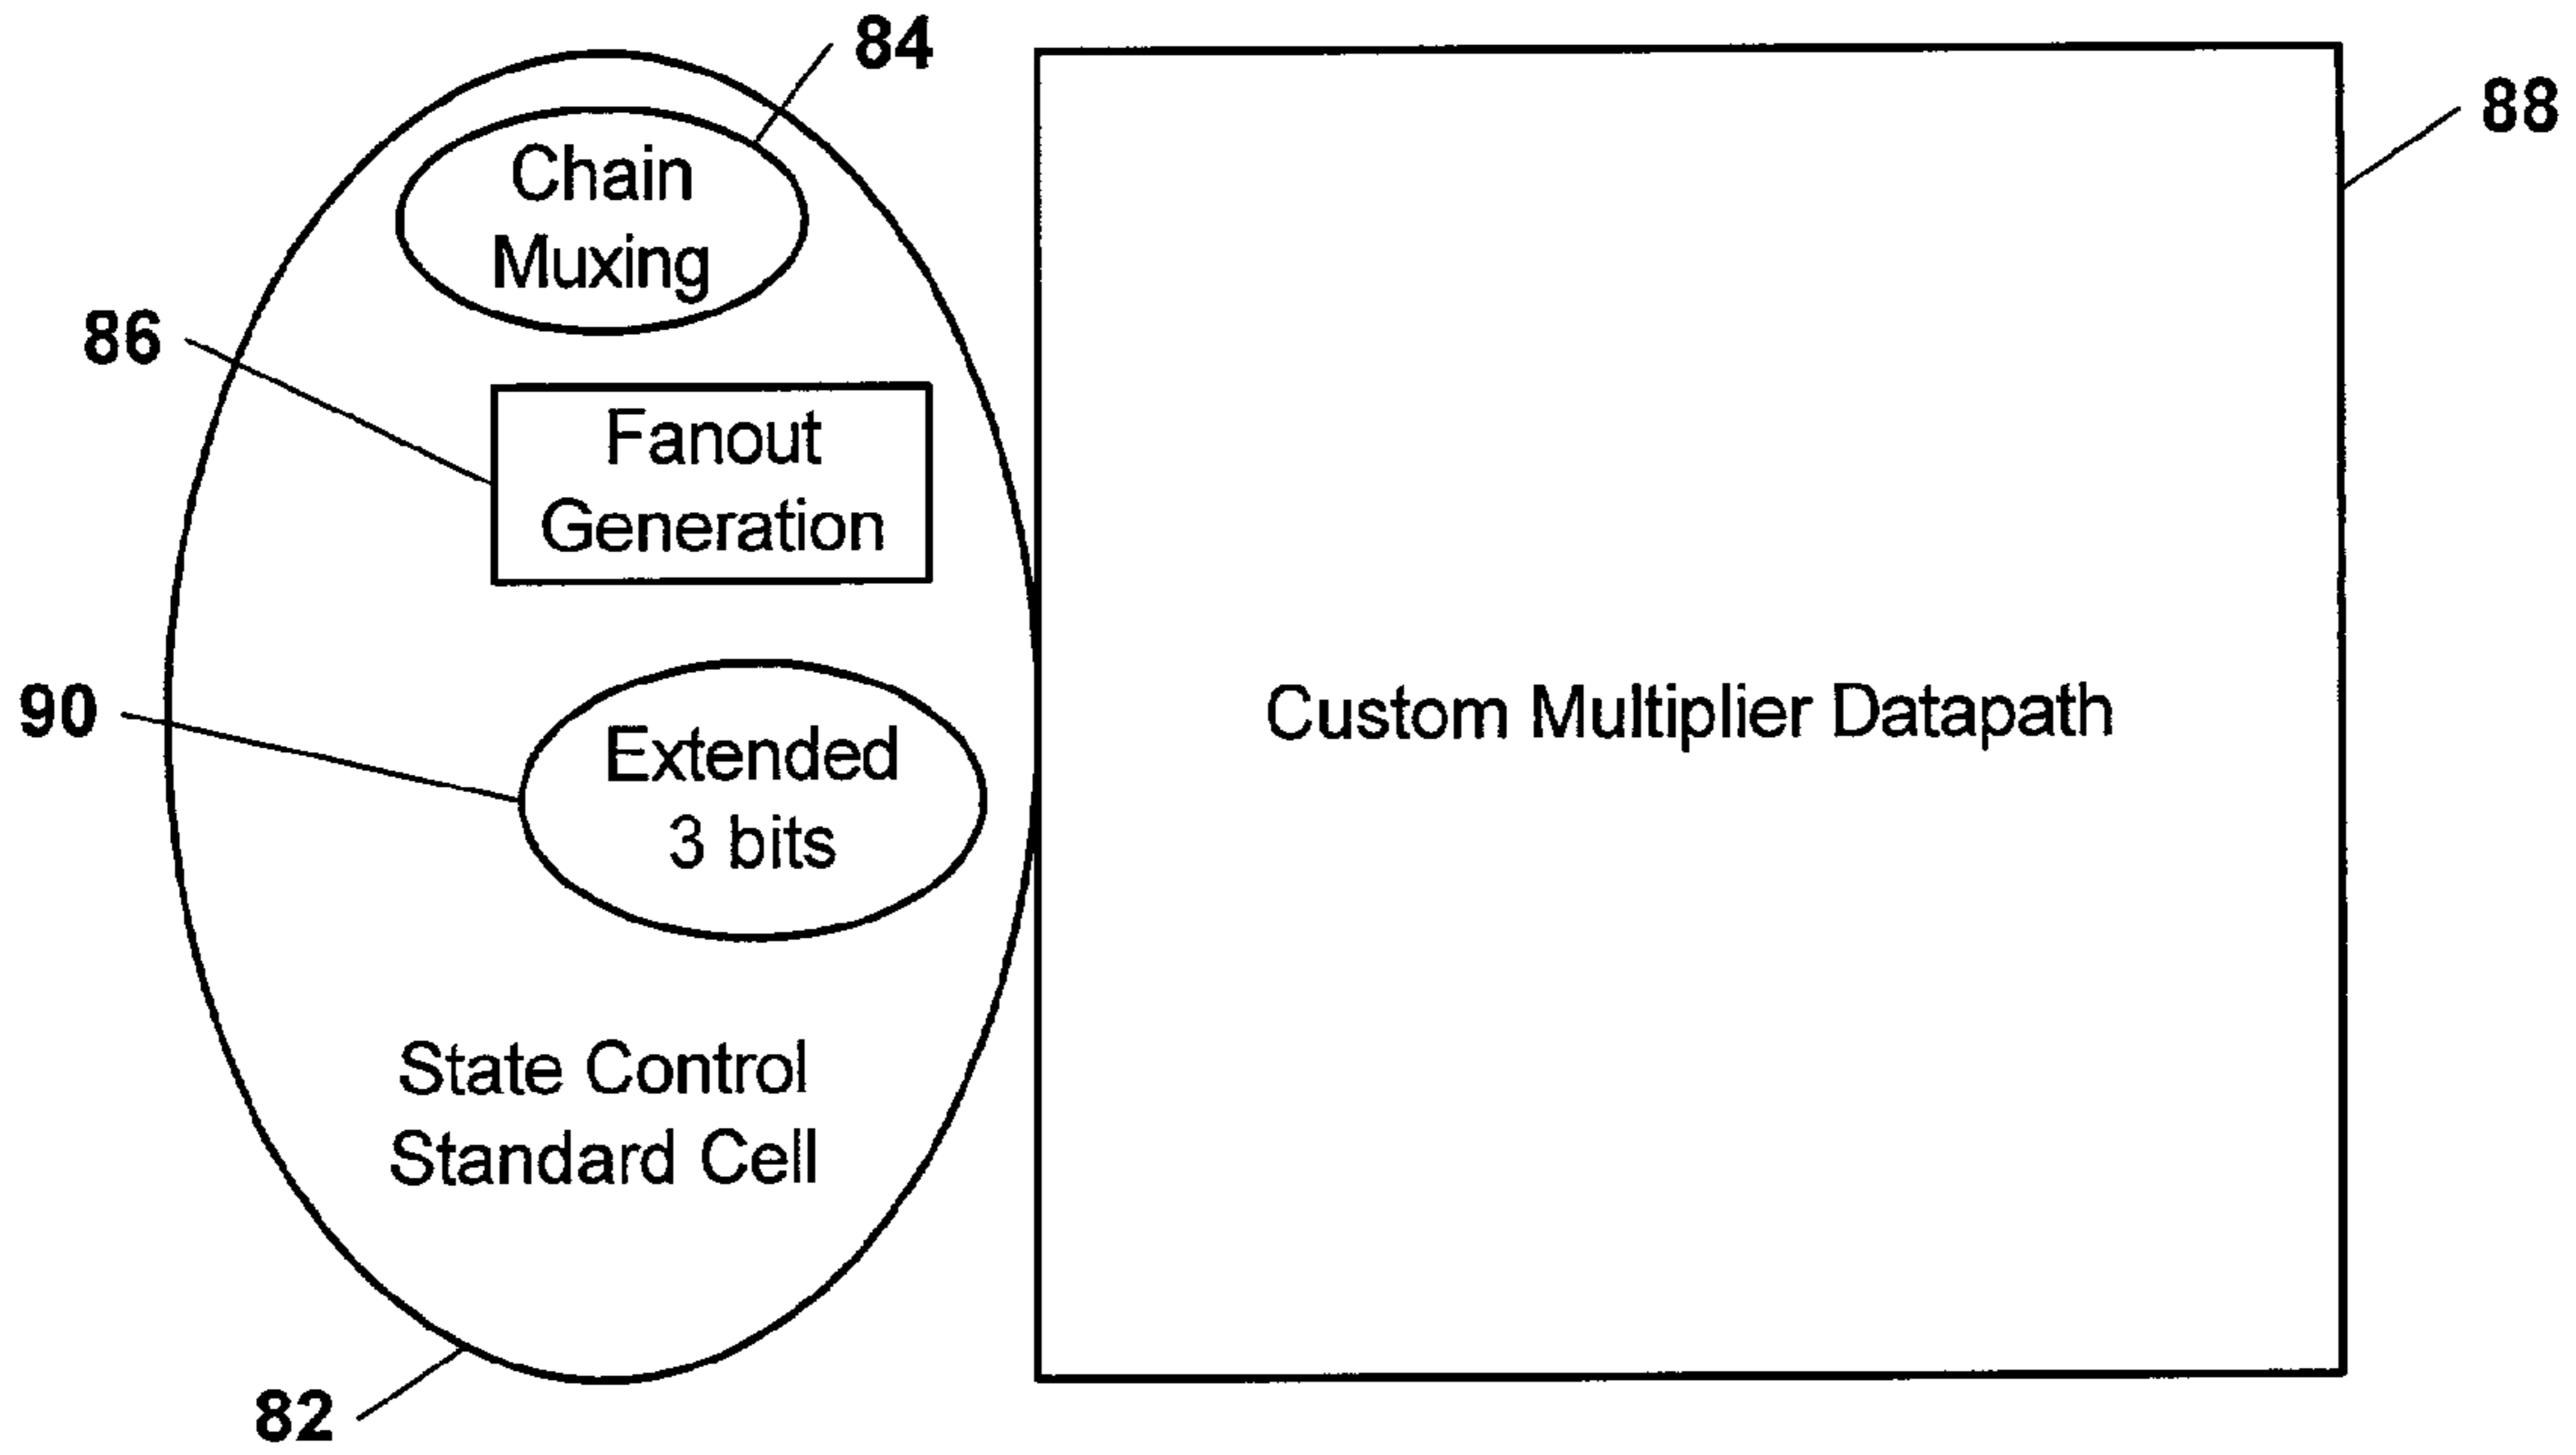 84
Chain
Muxing
88
86
Fanout
Generation
90
Extended
3 bits
Custom Multiplier Datapath
State Control
Standard Cell
82